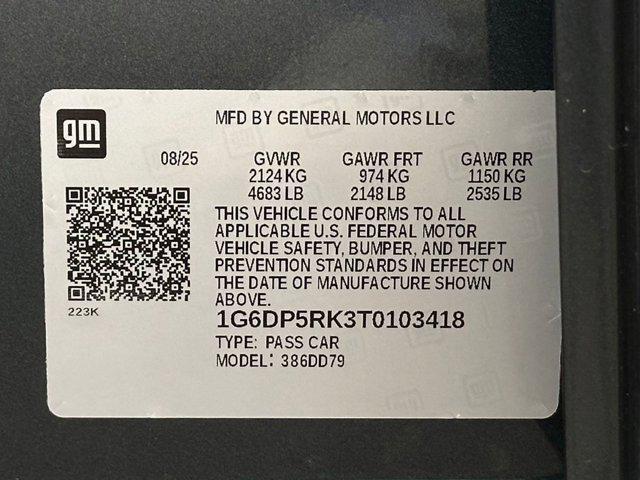 gm
MFD BY GENERAL MOTORS LLC
08/25 GVWR GAWR FRT GAWR RR
2124 KG 974 KG 1150 KG
4683 LB 2148 LB 2535 LB
THIS VEHICLE CONFORMS TO ALL
APPLICABLE U.S. FEDERAL MOTOR
VEHICLE SAFETY, BUMPER, AND THEFT
PREVENTION STANDARDS IN EFFECT ON
THE DATE OF MANUFACTURE SHOWN
ABOVE.
223K
1G6DP5RK3T0103418
TYPE: PASS CAR
MODEL: 386DD79